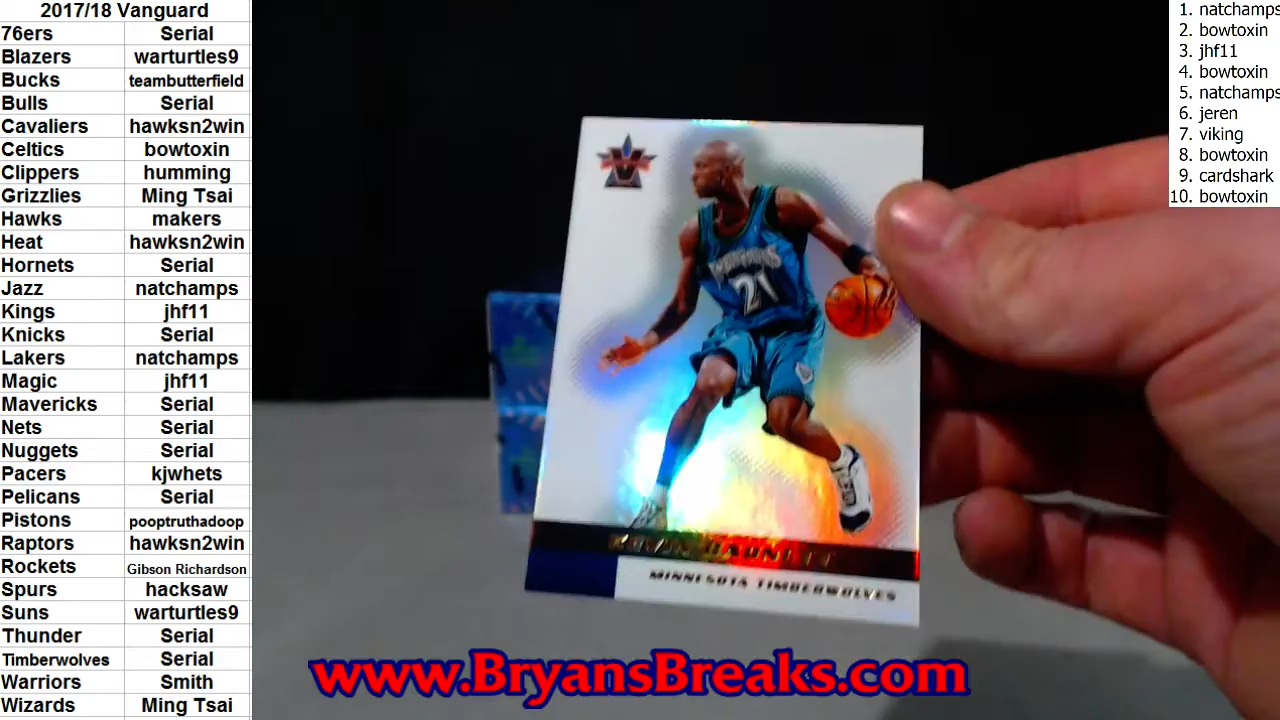 2017/18 Vanguard
76ers Serial
Blazers warturtles9
Bucks teambutterfield
Bulls Serial
Cavaliers hawksn2win
Celtics bowtoxin
Clippers humming
Grizzlies Ming Tsai
Hawks makers
Heat hawksn2win
Hornets Serial
Jazz natchamps
Kings jhf11
Knicks Serial
Lakers natchamps
Magic jhf11
Mavericks Serial
Nets Serial
Nuggets Serial
Pacers kjwhets
Pelicans Serial
Pistons pooptruthadoop
Raptors hawksn2win
Rockets Gibson Richardson
Spurs hacksaw
Suns warturtles9
Thunder Serial
Timberwolves Serial
Warriors Smith
Wizards Ming Tsai
21
KEVIN GARNETT
MINNESOTA TIMBERWOLVES
www.BryansBreaks.com
1. natchamps
2. bowtoxin
3. jhf11
4. bowtoxin
5. natchamps
6. jeren
7. viking
8. bowtoxin
9. cardshark
10. bowtoxin